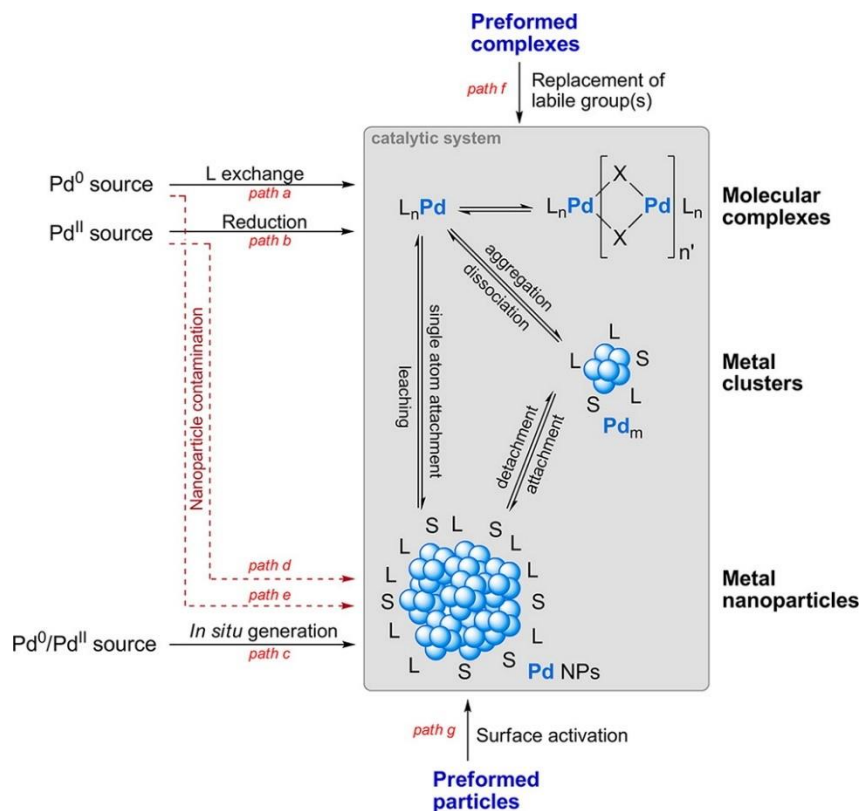 Preformed
complexes
path f
Replacement of
labile group(s)
catalytic system
Pd⁰ source
L exchange
path a
Pdᴵᴵ source
Reduction
path b
LₙPd
LₙPd [ X X Pd ] Lₙ
n'
Molecular
complexes
aggregation
dissociation
single atom attachment
leaching
Nanoparticle contamination
L
L S
S L
Pdₘ
Metal
clusters
detachment
attachment
S L S
L L
L L
S S
L L
L S S
path d
path e
Pd⁰/Pdᴵᴵ source
In situ generation
path c
Pd NPs
Metal
nanoparticles
path g
Surface activation
Preformed
particles